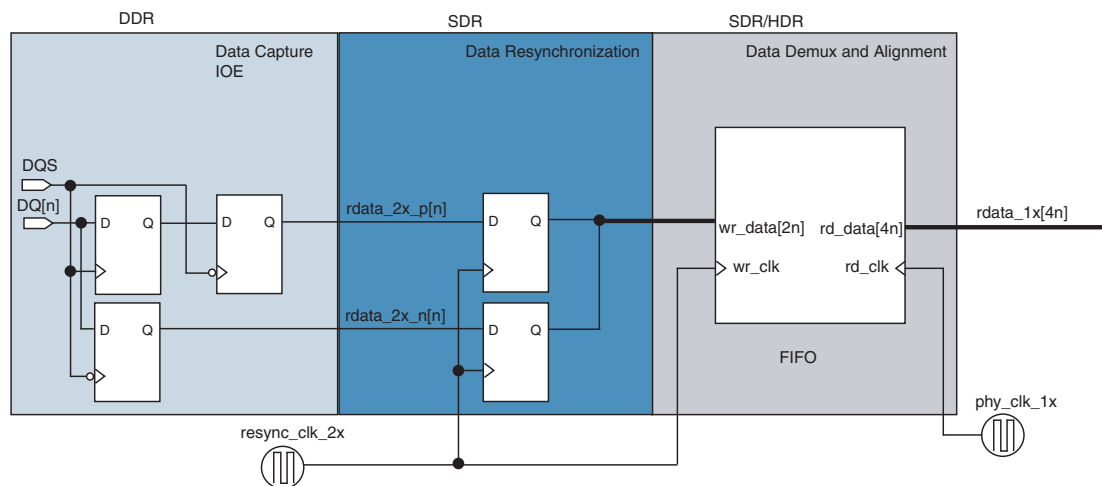 DDR
SDR
SDR/HDR
Data Capture
IOE
Data Resynchronization
Data Demux and Alignment
DQS
DQ[n]
D Q
D Q
rdata_2x_p[n]
D Q
wr_data[2n] rd_data[4n]
rdata_1x[4n]
wr_clk rd_clk
D Q
rdata_2x_n[n]
D Q
FIFO
phy_clk_1x
resync_clk_2x